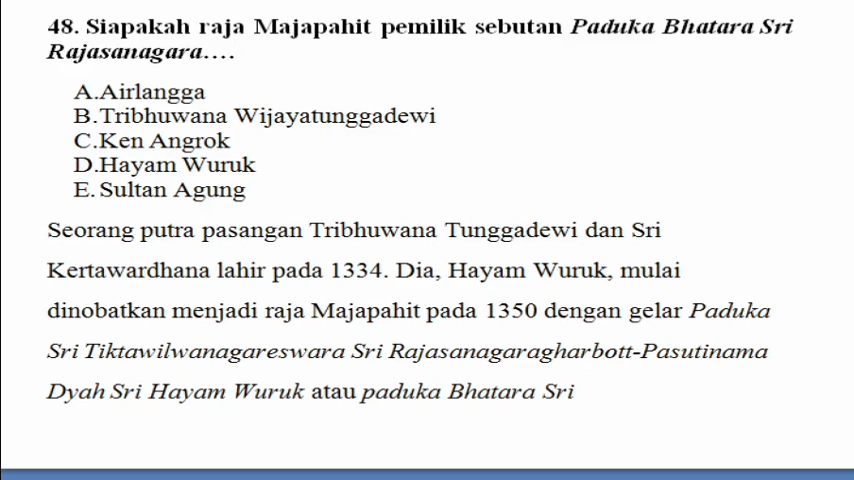 48. Siapakah raja Majapahit pemilik sebutan Paduka Bhatara Sri
Rajasanagara….
A.Airlangga
B.Tribhuwana Wijayatunggadewi
C.Ken Angrok
D.Hayam Wuruk
E. Sultan Agung
Seorang putra pasangan Tribhuwana Tunggadewi dan Sri
Kertawardhana lahir pada 1334. Dia, Hayam Wuruk, mulai
dinobatkan menjadi raja Majapahit pada 1350 dengan gelar Paduka
Sri Tiktawilwanagareswara Sri Rajasanagaragharbott-Pasutinama
Dyah Sri Hayam Wuruk atau paduka Bhatara Sri